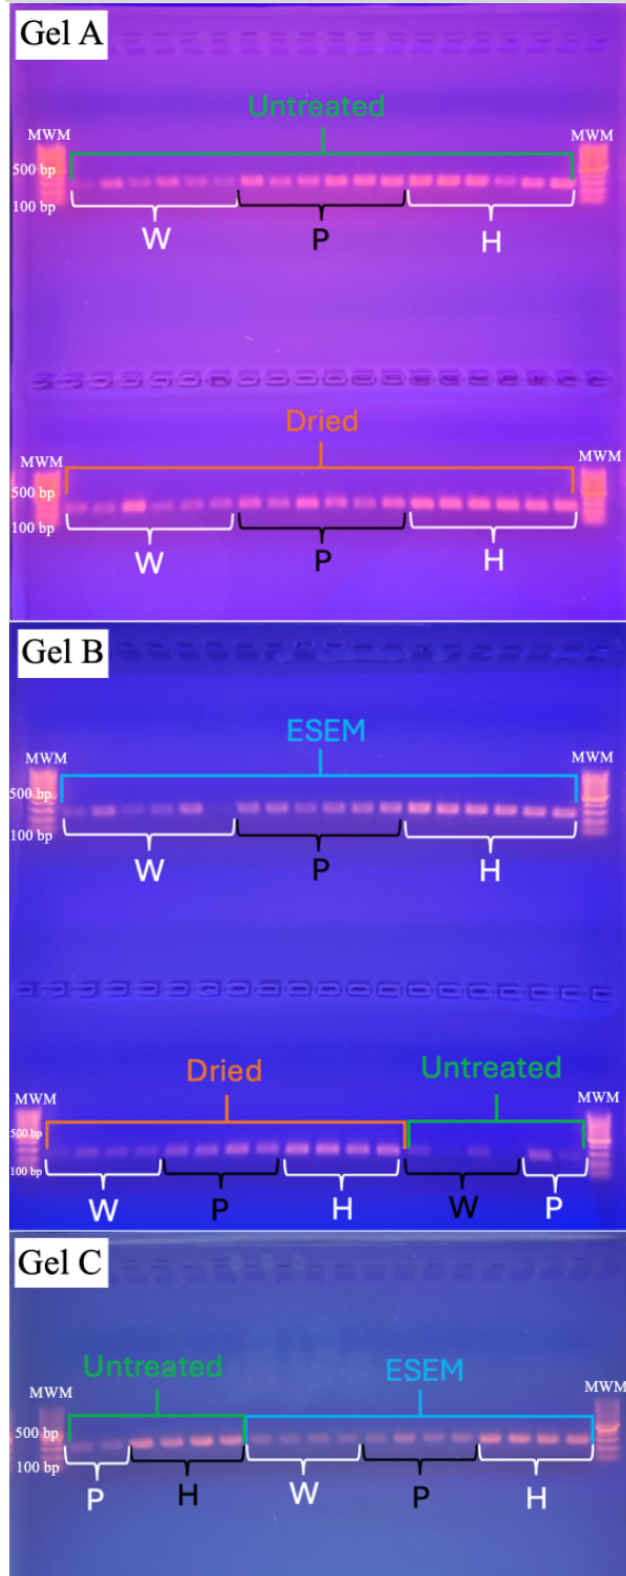 Gel A
Untreated
MWM MWM
500 bp
100 bp
W P H
Dried
MWM MWM
500 bp
100 bp
W P H
Gel B
ESEM
MWM MWM
500 bp
100 bp
W P H
Dried Untreated
MWM MWM
500 bp
100 bp
W P H W P
Gel C
Untreated ESEM
MWM MWM
500 bp
100 bp
P H W P H